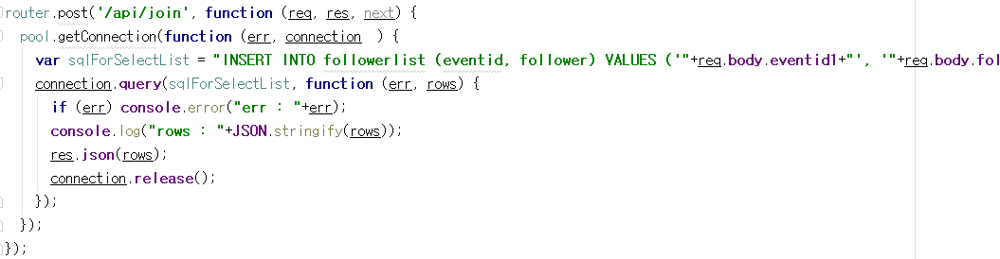 router.post('/api/join', function (req, res, next) {
pool.getConnection(function (err, connection  ) {
var sqlForSelectList = "INSERT INTO followerlist (eventid, follower) VALUES ('"+req.body.eventid1+"', '"+req.body.fol
connection.query(sqlForSelectList, function (err, rows) {
if (err) console.error("err : "+err);
console.log("rows : "+JSON.stringify(rows));
res.json(rows);
connection.release();
});
});
});